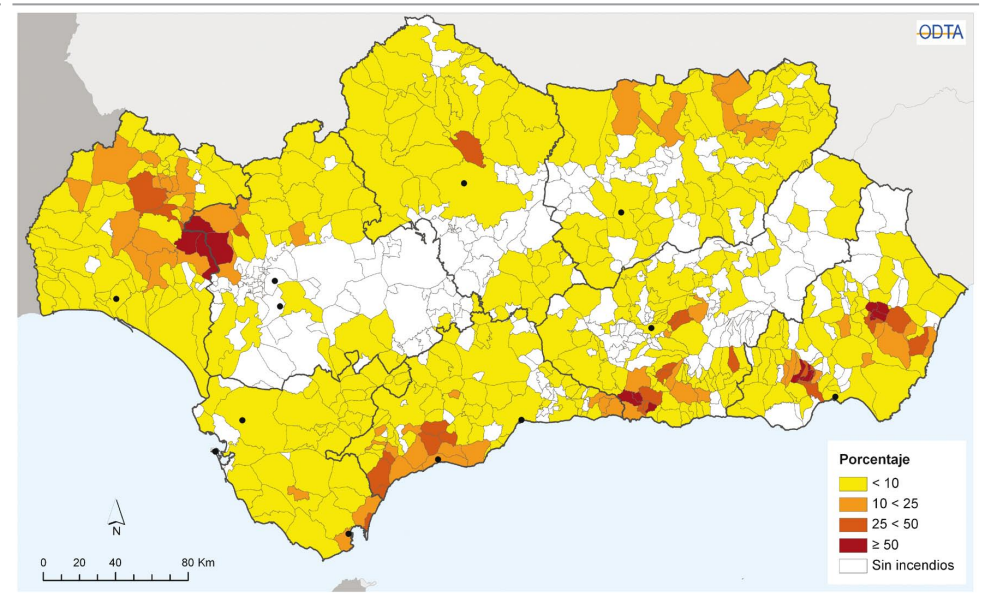 ODTA
Porcentaje
< 10
10 < 25
25 < 50
≥ 50
Sin incendios
N
0 20 40 80 Km